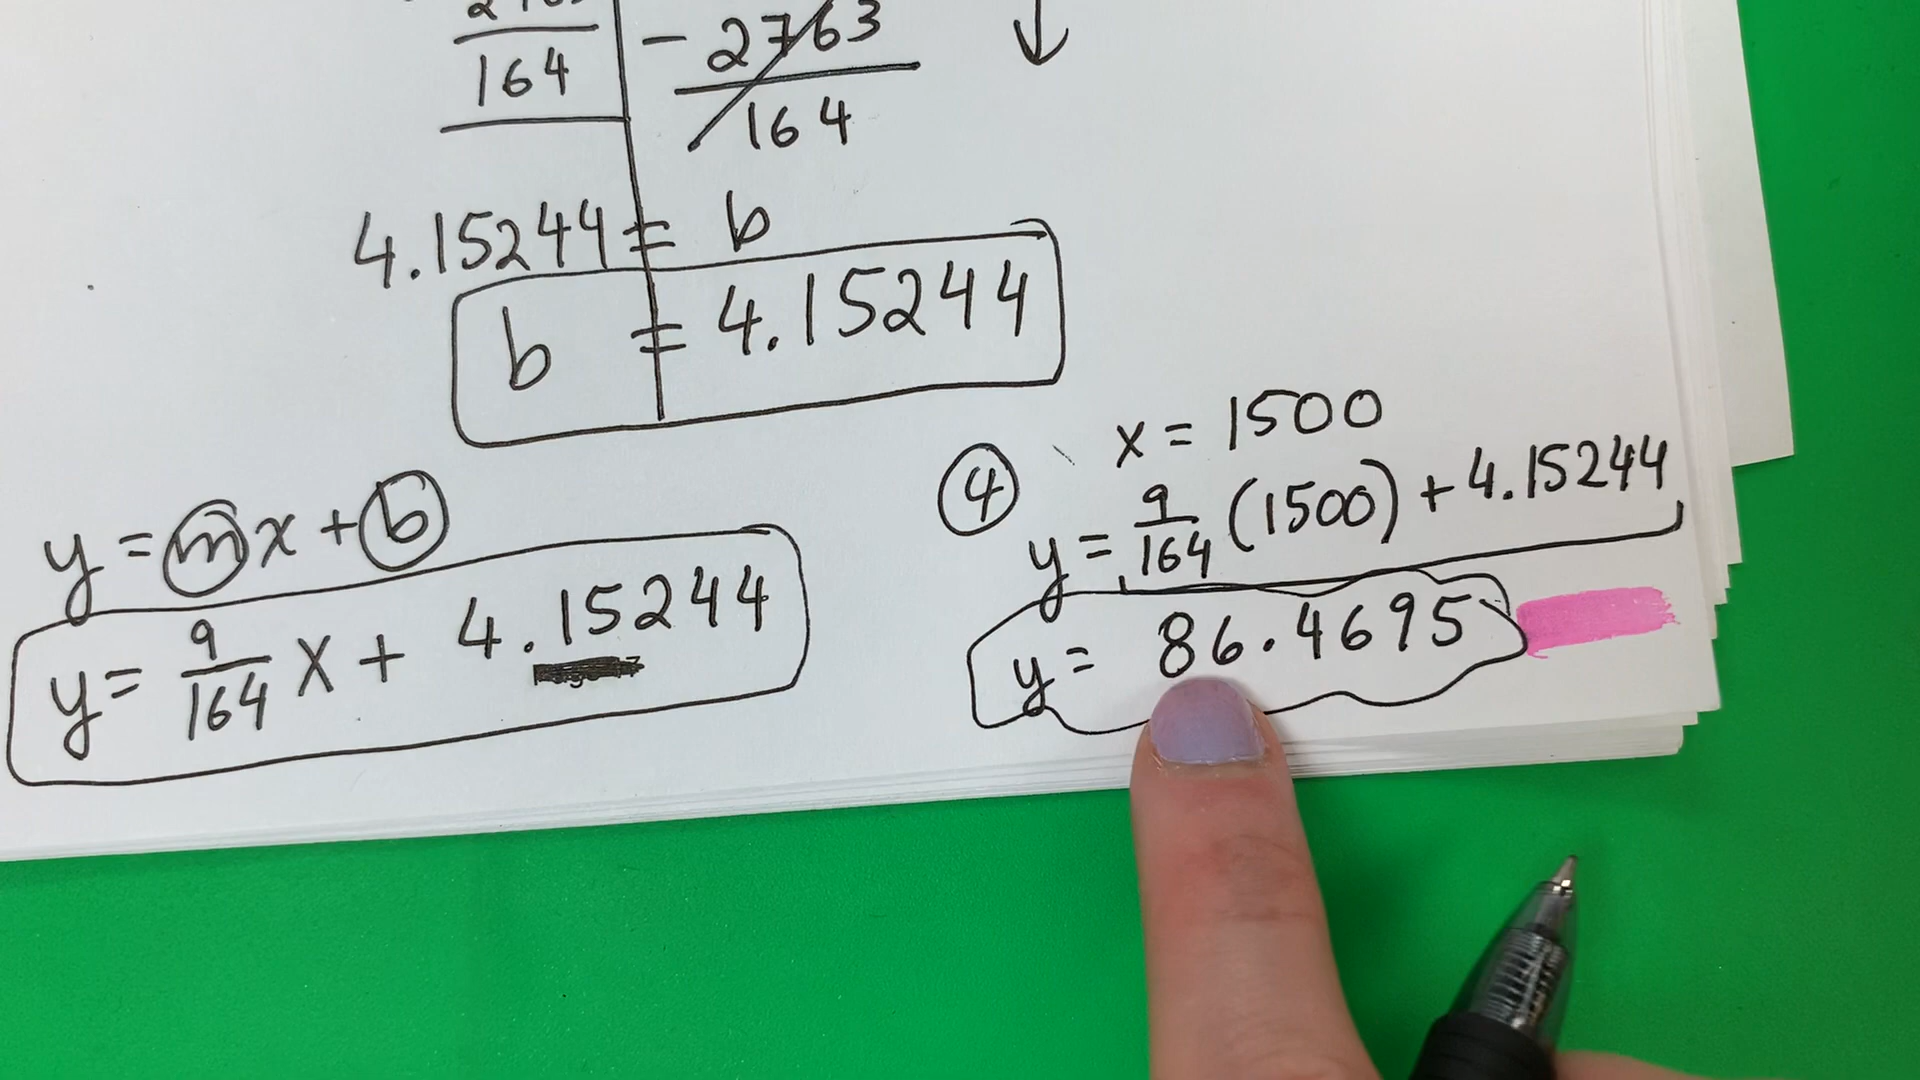 164
- 2763
164
4.15244 = b
b = 4.15244
y = mx + b
y = 9/164 x + 4.15244
4
x = 1500
y = 9/164 (1500) + 4.15244
y = 86.4695